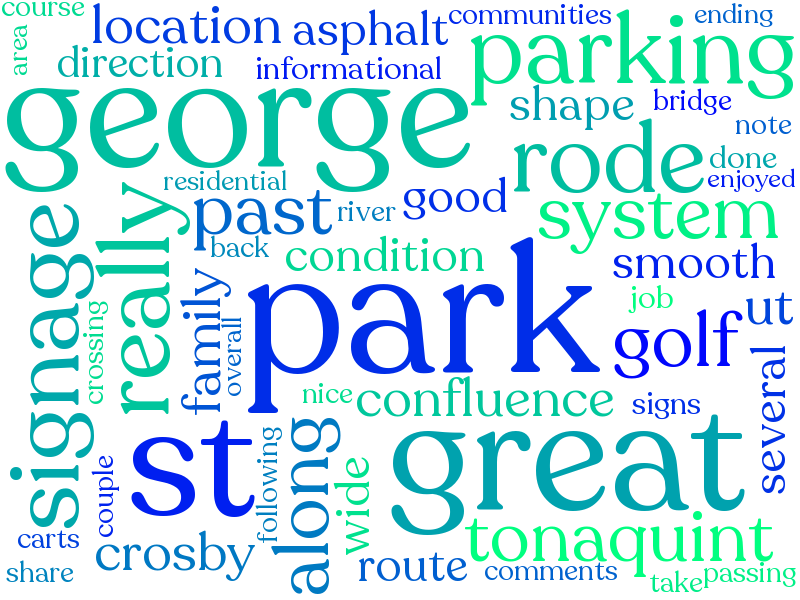 course
area
location
asphalt
communities
ending
direction
informational
parking
george
shape
bridge
note
rode
done
enjoyed
residential
signage
really
past
river
good
system
back
condition
smooth
crossing
family
overall
park
job
golf
ut
nice
confluence
signs
several
st
great
couple
following
along
wide
carts
crosby
tonaquint
share
route
comments
take
passing